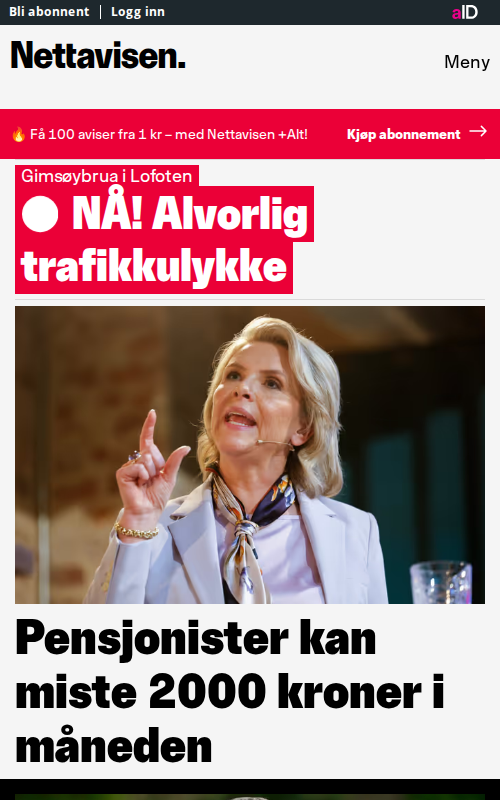 Bli abonnent | Logg inn
aID
Nettavisen.
Meny
🔥 Få 100 aviser fra 1 kr – med Nettavisen +Alt!
Kjøp abonnement →
Gimsøybrua i Lofoten
● NÅ! Alvorlig
trafikkulykke
Pensjonister kan
miste 2000 kroner i
måneden